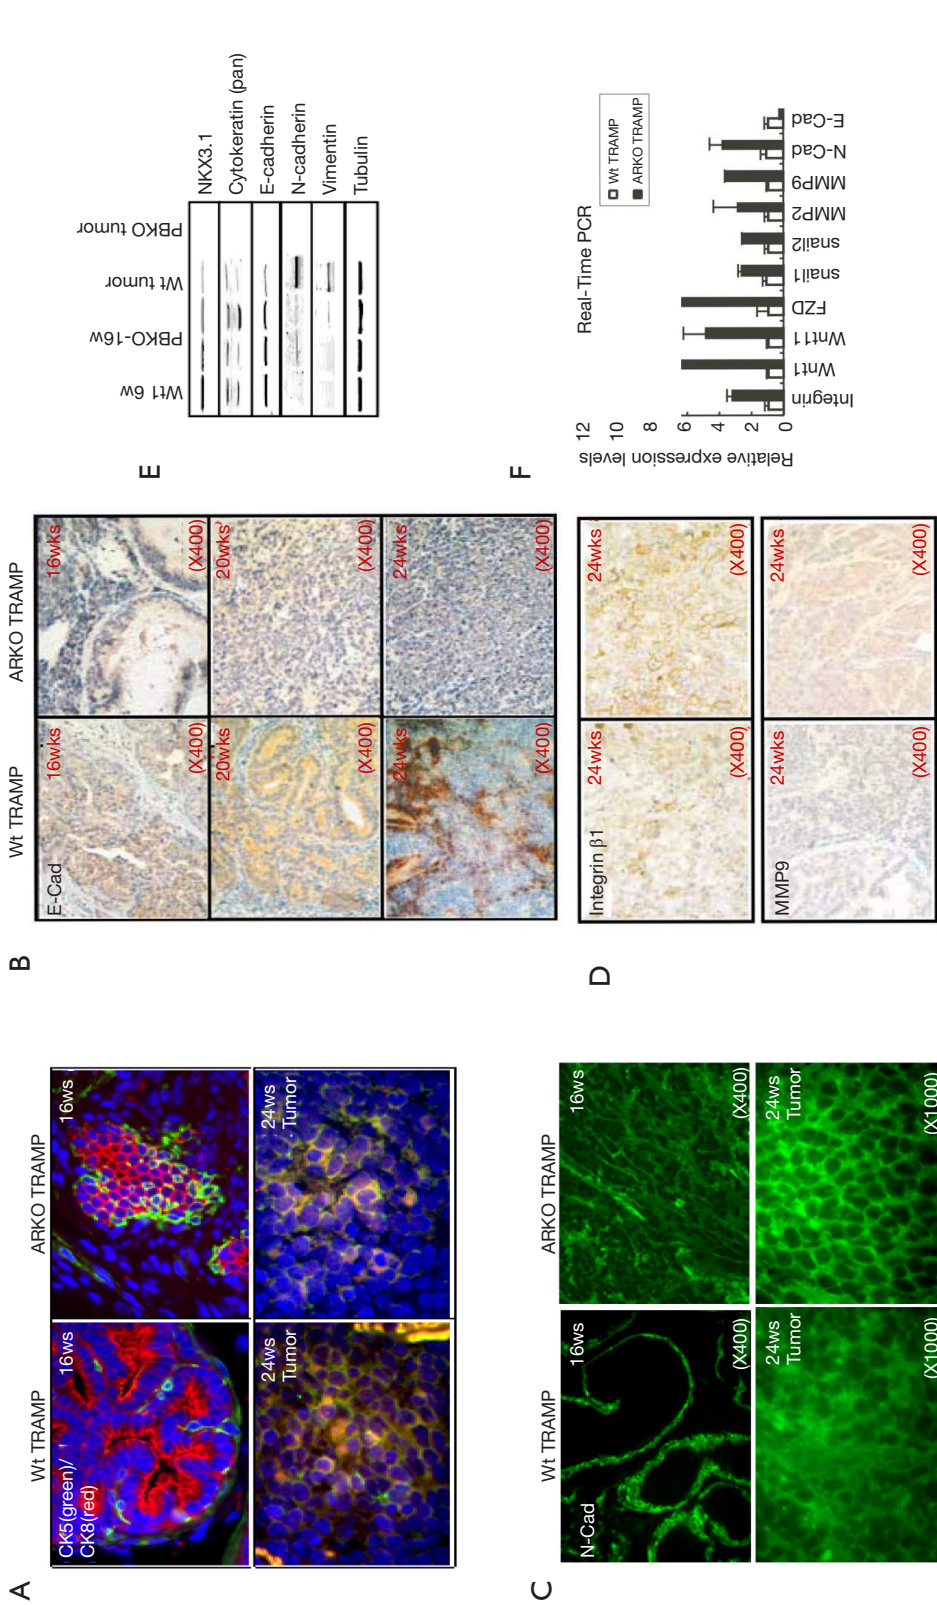 A
Wt TRAMP
ARKO TRAMP
CK5(green)/
CK8(red)
16ws
16ws
24ws
Tumor
24ws
Tumor
B
Wt TRAMP
ARKO TRAMP
E-Cad
16wks
(X400)
16wks
(X400)
20wks
(X400)
20wks
(X400)
24wks
(X400)
24wks
(X400)
C
Wt TRAMP
ARKO TRAMP
N-Cad
16ws
(X400)
16ws
(X400)
24ws
Tumor
(X1000)
24ws
Tumor
(X1000)
D
Integrin β1
24wks
(X400)
24wks
(X400)
MMP9
24wks
(X400)
24wks
(X400)
E
Wt1 6w
PBKO-16w
Wt tumor
PBKO tumor
NKX3.1
Cytokeratin (pan)
E-cadherin
N-cadherin
Vimentin
Tubulin
F
Real-Time PCR
Wt TRAMP
ARKO TRAMP
Relative expression levels
12
10
8
6
4
2
0
Integrin
Wnt1
Wnt11
FZD
snail1
snail2
MMP2
MMP9
N-Cad
E-Cad